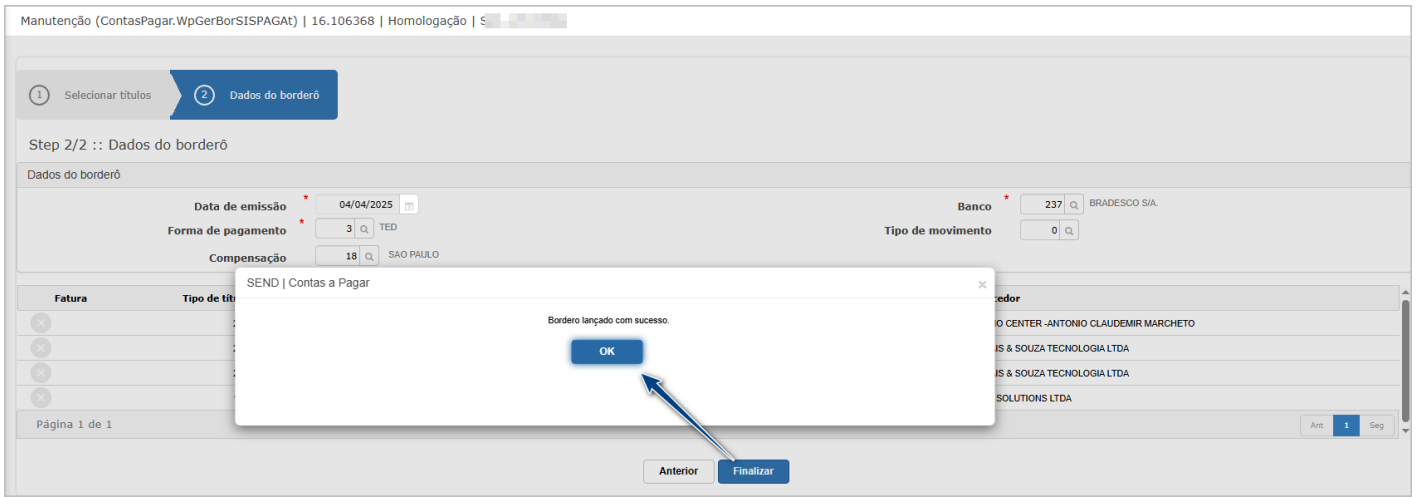 Manutenção (ContasPagar.WpGerBorSISPAGAt) | 16.106368 | Homologação |
1 Selecionar títulos 2 Dados do borderô
Step 2/2 :: Dados do borderô
Dados do borderô
Data de emissão * 04/04/2025 Banco * 237 BRADESCO S/A.
Forma de pagamento * 3 TED Tipo de movimento 0
Compensação 18 SAO PAULO
SEND | Contas a Pagar ×
Fatura Tipo de
Bordero lançado com sucesso.
CENTER -ANTONIO CLAUDEMIR MARCHETO
OK
& SOUZA TECNOLOGIA LTDA
& SOUZA TECNOLOGIA LTDA
SOLUTIONS LTDA
Página 1 de 1 Ant 1 Seg
Anterior Finalizar